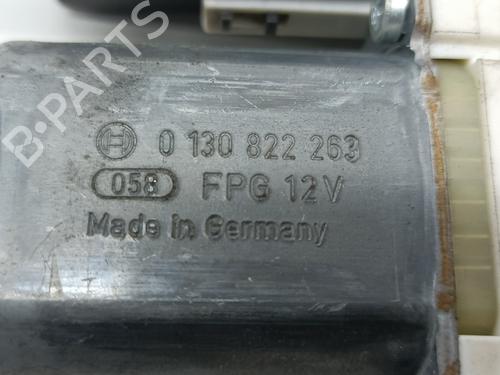 B-PARTS
0 130 822 263
058 FPG 12V
Made in Germany